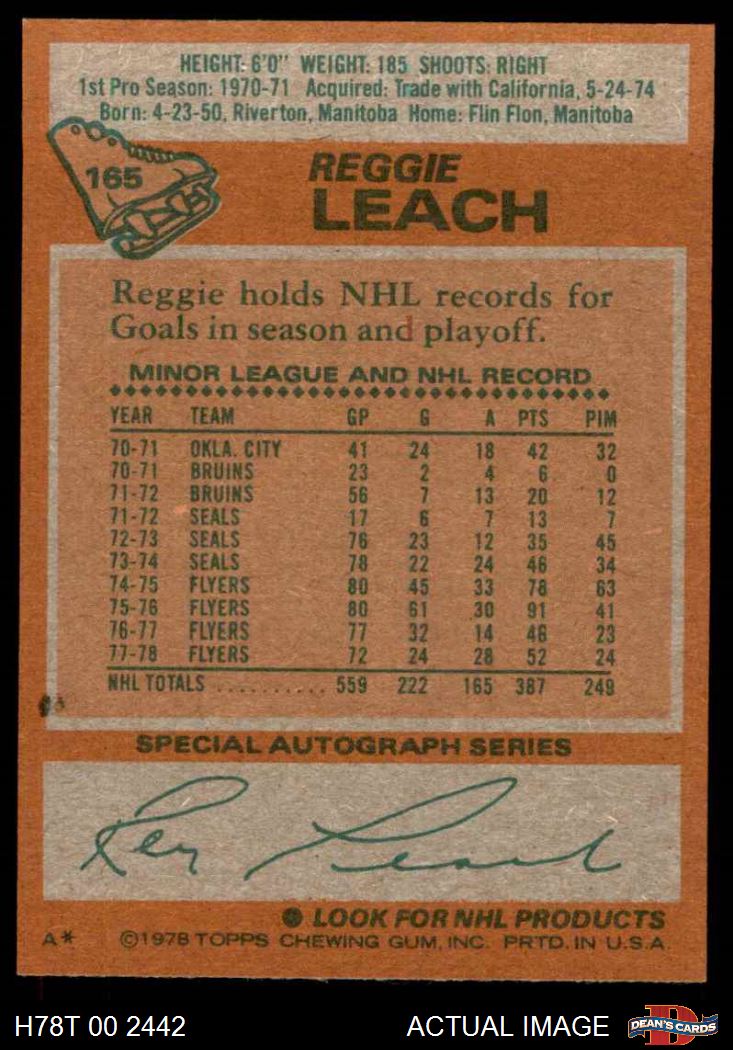 HEIGHT: 6'0" WEIGHT: 185 SHOOTS: RIGHT
1st Pro Season: 1970-71 Acquired: Trade with California, 5-24-74
Born: 4-23-50, Riverton, Manitoba Home: Flin Flon, Manitoba
165
REGGIE
LEACH
Reggie holds NHL records for
Goals in season and playoff.
MINOR LEAGUE AND NHL RECORD
YEAR TEAM GP G A PTS PIM
70-71 OKLA. CITY 41 24 18 42 32
70-71 BRUINS 23 2 4 6 0
71-72 BRUINS 56 7 13 20 12
71-72 SEALS 17 6 7 13 7
72-73 SEALS 76 23 12 35 45
73-74 SEALS 78 22 24 46 34
74-75 FLYERS 80 45 33 78 63
75-76 FLYERS 80 61 30 91 41
76-77 FLYERS 77 32 14 46 23
77-78 FLYERS 72 24 28 52 24
NHL TOTALS .......... 559 222 165 387 249
SPECIAL AUTOGRAPH SERIES
Reg Leach
LOOK FOR NHL PRODUCTS
A* ©1978 TOPPS CHEWING GUM, INC. PRTD. IN U.S.A.
H78T 00 2442 ACTUAL IMAGE DEAN'S CARDS